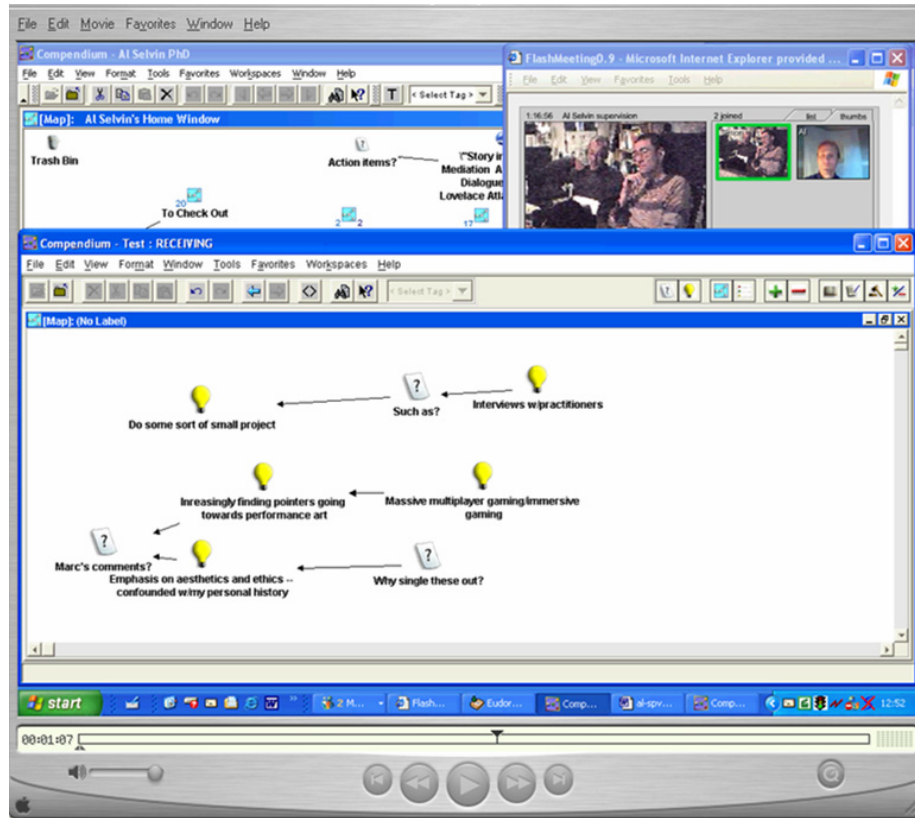 File Edit Movie Favorites Window Help
Compendium - Al Selvin PhD
File Edit View Format Tools Favorites Workspaces Window Help
T < Select Tag >
[Map]: Al Selvin's Home Window
Trash Bin
Action items?
"Story in
Mediation A
Dialogue
Lovelace Atl
20
To Check Out
2 2
17
FlashMeeting0.9 - Microsoft Internet Explorer provided ...
File Edit View Favorites Tools Help
1:16:56 Al Selvin supervision 2 joined list thumbs
Al
Compendium - Test : RECEIVING
File Edit View Format Window Tools Favorites Workspaces Help
< Select Tag >
[Map]: (No Label)
Do some sort of small project
Such as?
Interviews w/practitioners
Inreasingly finding pointers going
towards performance art
Massive multiplayer gaming/immersive
gaming
Marc's comments?
Emphasis on aesthetics and ethics --
confounded w/my personal history
Why single these out?
start 2 M... Flash... Eudor... Comp... al-spv... Comp... 12:52
00:01:07